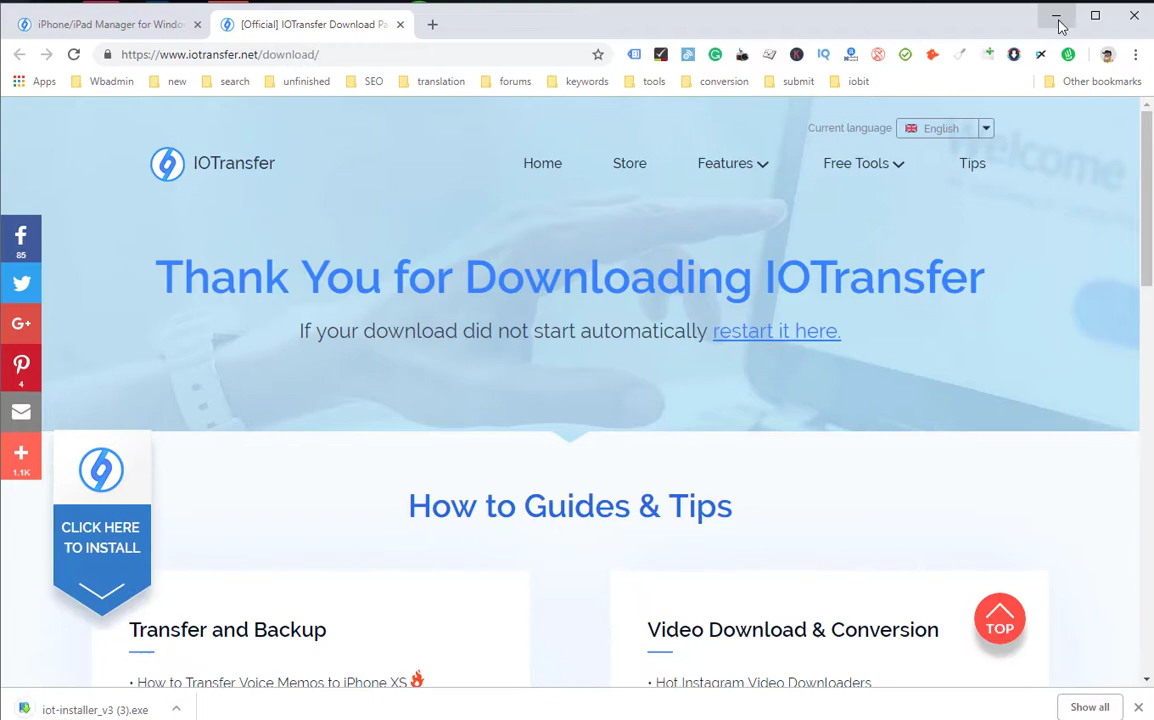 iPhone/iPad Manager for Windo
[Official] IOTransfer Download Pa
https://www.iotransfer.net/download/
Apps Wbadmin new search unfinished SEO translation forums keywords tools conversion submit iobit Other bookmarks
Current language English
IOTransfer Home Store Features Free Tools Tips
Thank You for Downloading IOTransfer
If your download did not start automatically restart it here.
85
G+
4
1.1K
CLICK HERE
TO INSTALL
How to Guides & Tips
Transfer and Backup
• How to Transfer Voice Memos to iPhone XS
Video Download & Conversion
• Hot Instagram Video Downloaders
TOP
iot-installer_v3 (3).exe
Show all